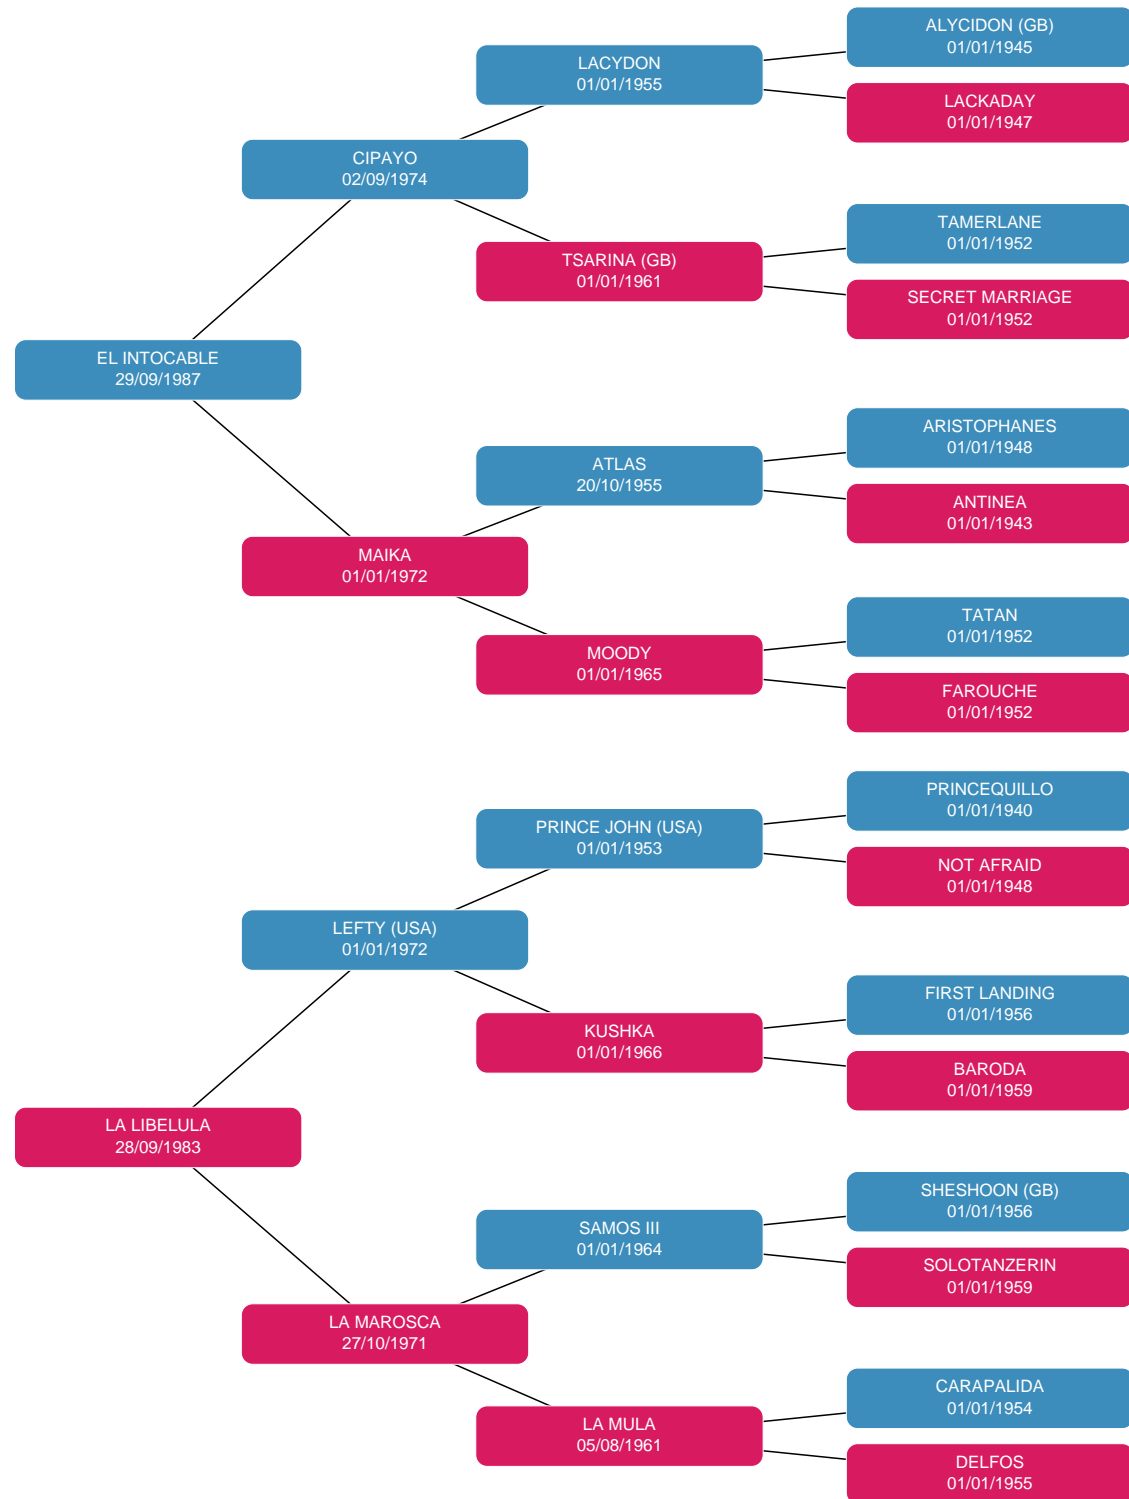 ALYCIDON (GB)
01/01/1945
LACYDON
01/01/1955
LACKADAY
01/01/1947
CIPAYO
02/09/1974
TAMERLANE
01/01/1952
TSARINA (GB)
01/01/1961
SECRET MARRIAGE
01/01/1952
EL INTOCABLE
29/09/1987
ARISTOPHANES
01/01/1948
ATLAS
20/10/1955
ANTINEA
01/01/1943
MAIKA
01/01/1972
TATAN
01/01/1952
MOODY
01/01/1965
FAROUCHE
01/01/1952
PRINCEQUILLO
01/01/1940
PRINCE JOHN (USA)
01/01/1953
NOT AFRAID
01/01/1948
LEFTY (USA)
01/01/1972
FIRST LANDING
01/01/1956
KUSHKA
01/01/1966
BARODA
01/01/1959
LA LIBELULA
28/09/1983
SHESHOON (GB)
01/01/1956
SAMOS III
01/01/1964
SOLOTANZERIN
01/01/1959
LA MAROSCA
27/10/1971
CARAPALIDA
01/01/1954
LA MULA
05/08/1961
DELFOS
01/01/1955